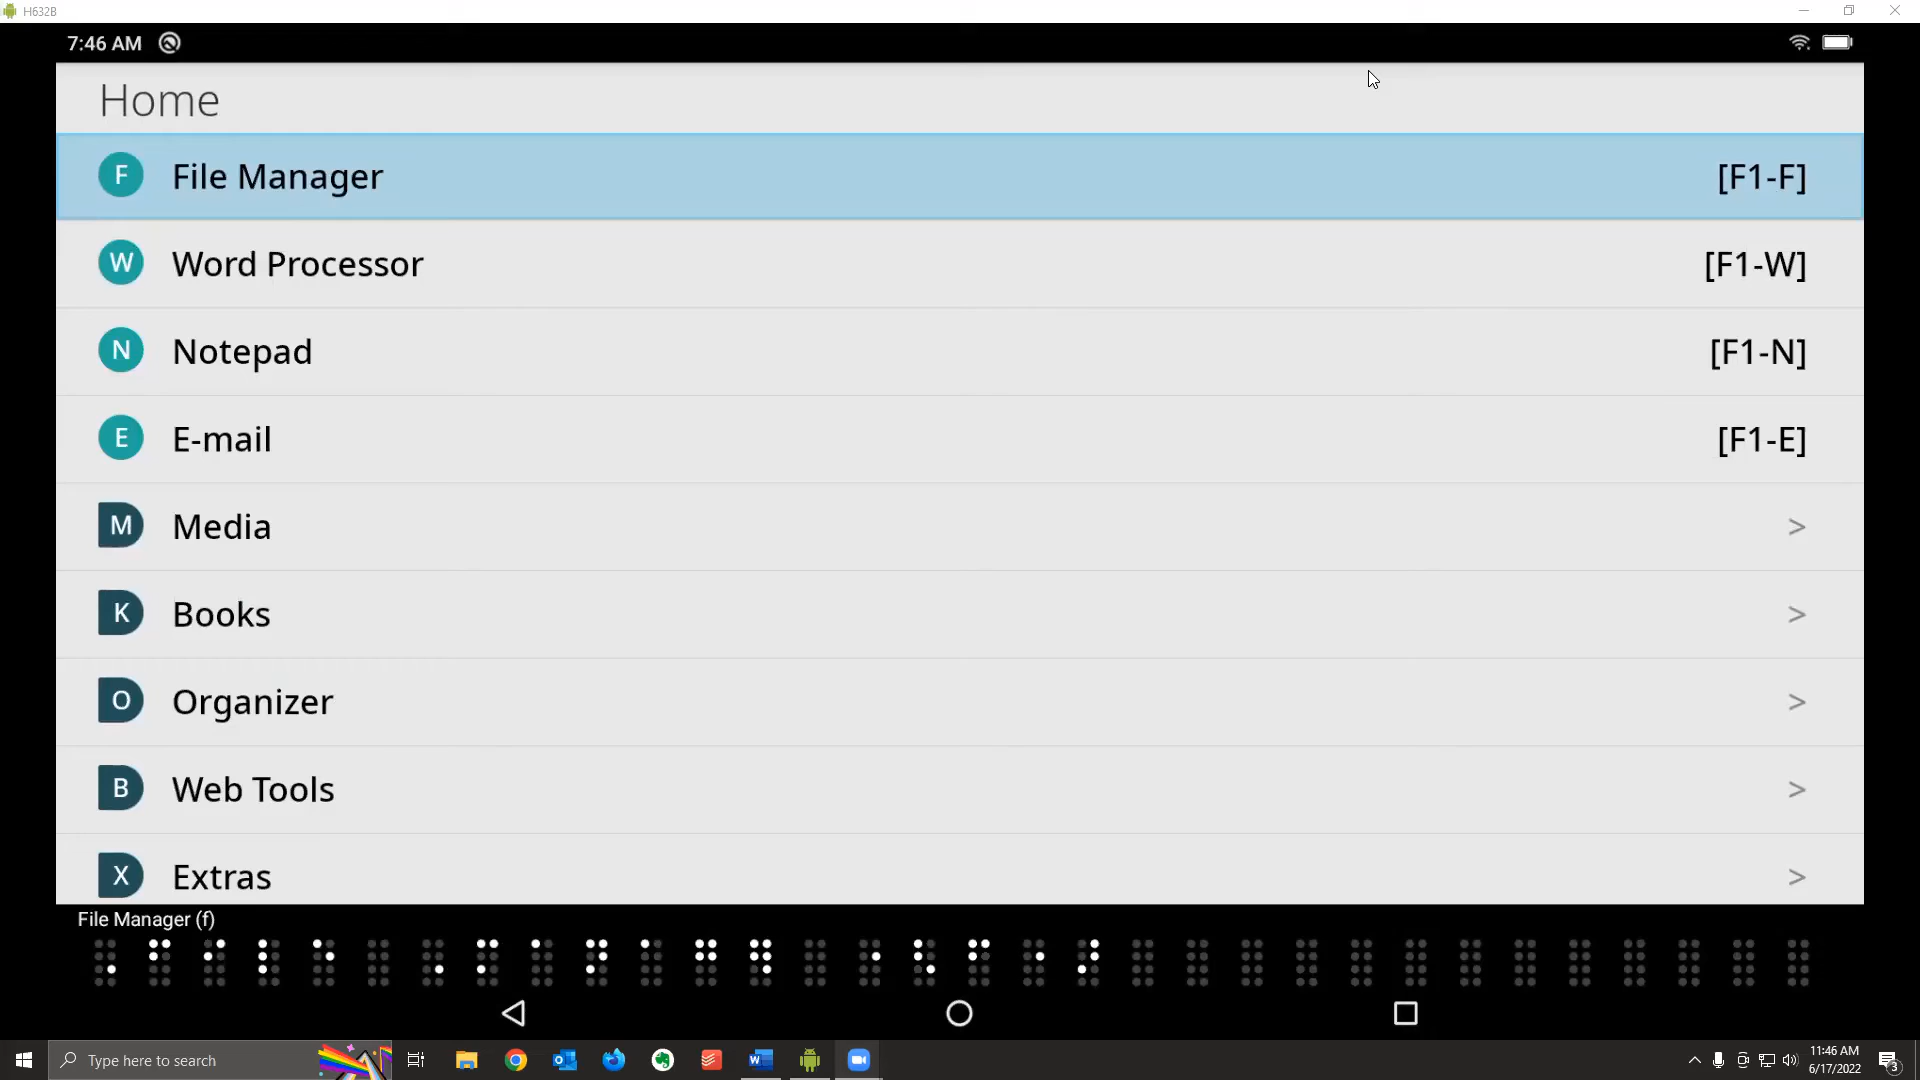 H632B
7:46 AM
Home
F File Manager [F1-F]
W Word Processor [F1-W]
N Notepad [F1-N]
E E-mail [F1-E]
M Media >
K Books >
O Organizer >
B Web Tools >
X Extras >
File Manager (f)
⠠⠋⠊⠇⠑ ⠠⠍⠁⠝⠁⠛⠻ ⠐⠣⠋⠐⠜
Type here to search
11:46 AM
6/17/2022
3